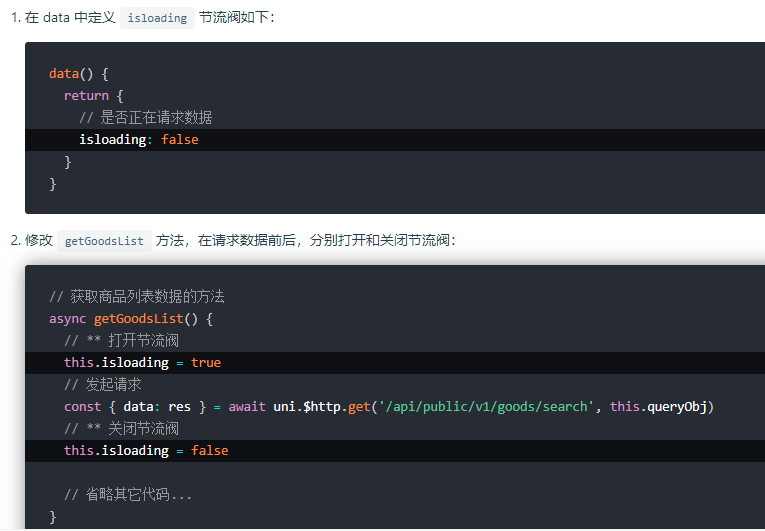 1. 在 data 中定义 isloading 节流阀如下：
data() {
return {
// 是否正在请求数据
isloading: false
}
}
2. 修改 getGoodsList 方法，在请求数据前后，分别打开和关闭节流阀：
// 获取商品列表数据的方法
async getGoodsList() {
// ** 打开节流阀
this.isloading = true
// 发起请求
const { data: res } = await uni.$http.get('/api/public/v1/goods/search', this.queryObj)
// ** 关闭节流阀
this.isloading = false
// 省略其它代码...
}